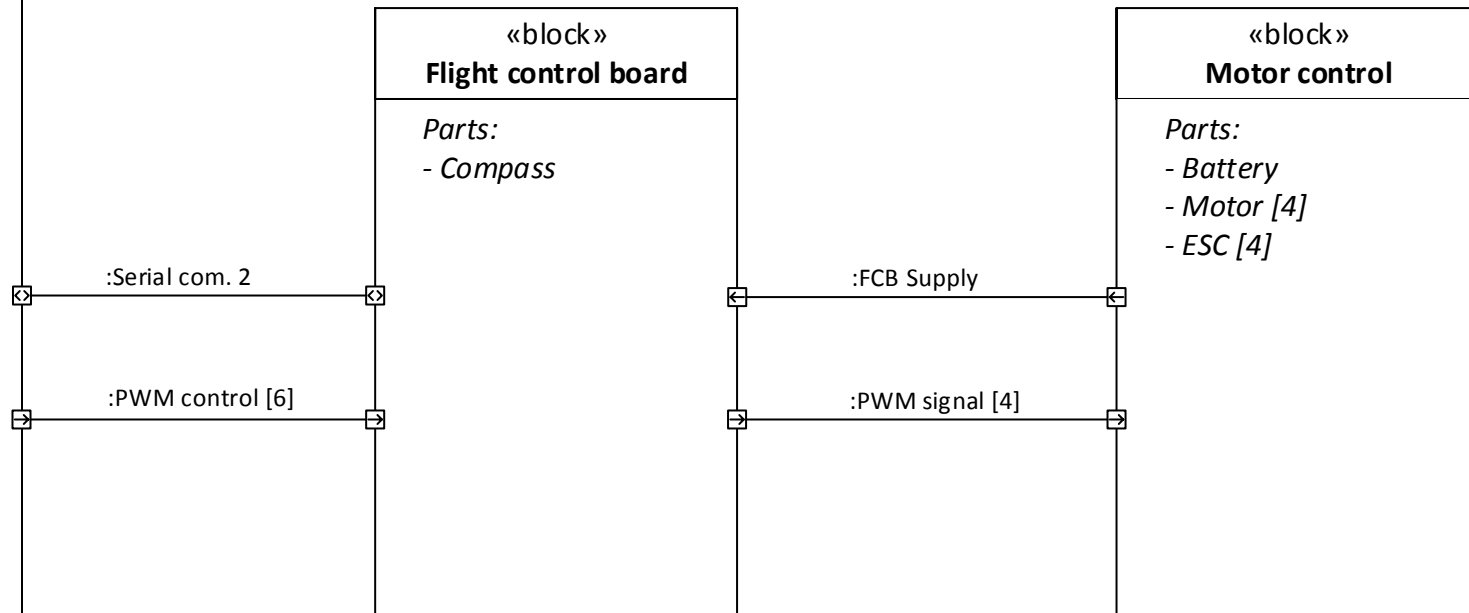 «block»
Flight control board
Parts:
- Compass
«block»
Motor control
Parts:
- Battery
- Motor [4]
- ESC [4]
:Serial com. 2
:FCB Supply
:PWM control [6]
:PWM signal [4]